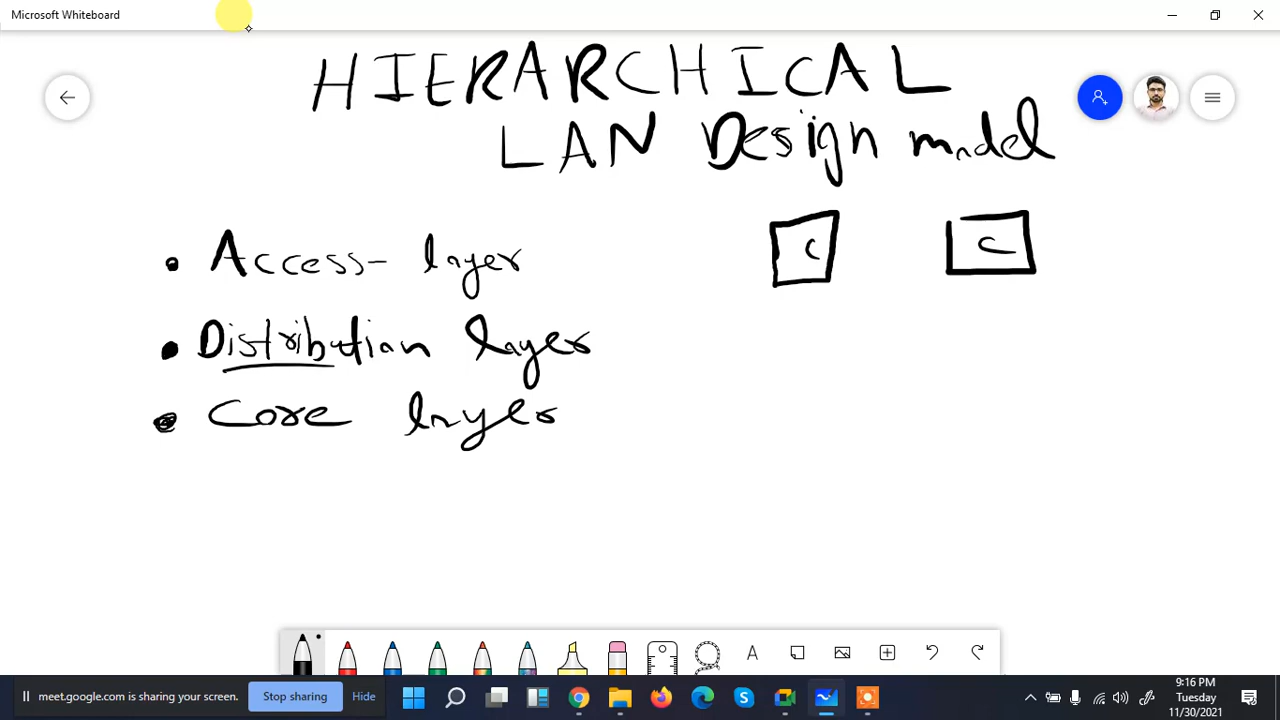 Microsoft Whiteboard
HIERARCHICAL
LAN Design model
• Access- layer
C
C
• Distribution layer
• Core layer
A
meet.google.com is sharing your screen.
Stop sharing
Hide
9:16 PM
Tuesday
11/30/2021